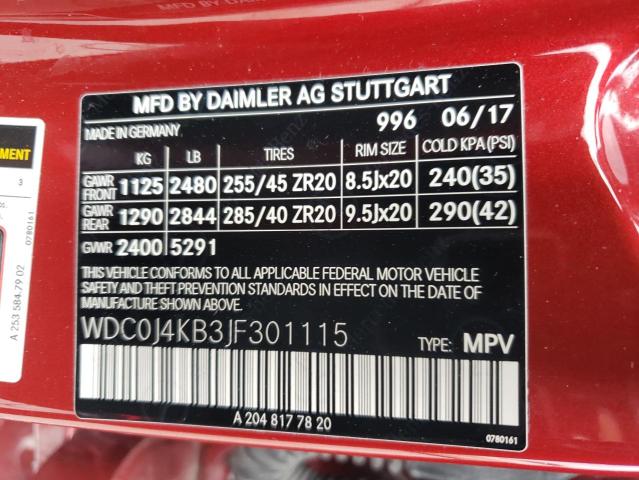 MFD BY DAIMLER AG STUTTGART
MADE IN GERMANY 996 06/17
KG LB TIRES RIM SIZE COLD KPA(PSI)
GAWR FRONT 1125 2480 255/45 ZR20 8.5Jx20 240(35)
GAWR REAR 1290 2844 285/40 ZR20 9.5Jx20 290(42)
GVWR 2400 5291
THIS VEHICLE CONFORMS TO ALL APPLICABLE FEDERAL MOTOR VEHICLE
SAFETY AND THEFT PREVENTION STANDARDS IN EFFECT ON THE DATE OF
MANUFACTURE SHOWN ABOVE.
WDC0J4KB3JF301115
TYPE: MPV
A 204 817 78 20
0780161
3
0780161
A 253 584 79 02